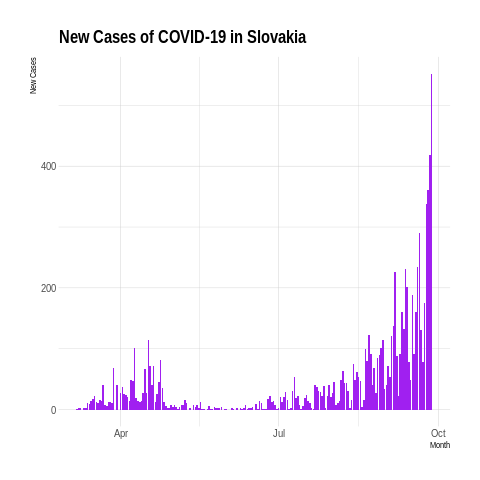 New Cases of COVID-19 in Slovakia
New Cases
400
200
0
Apr
Jul
Oct
Month